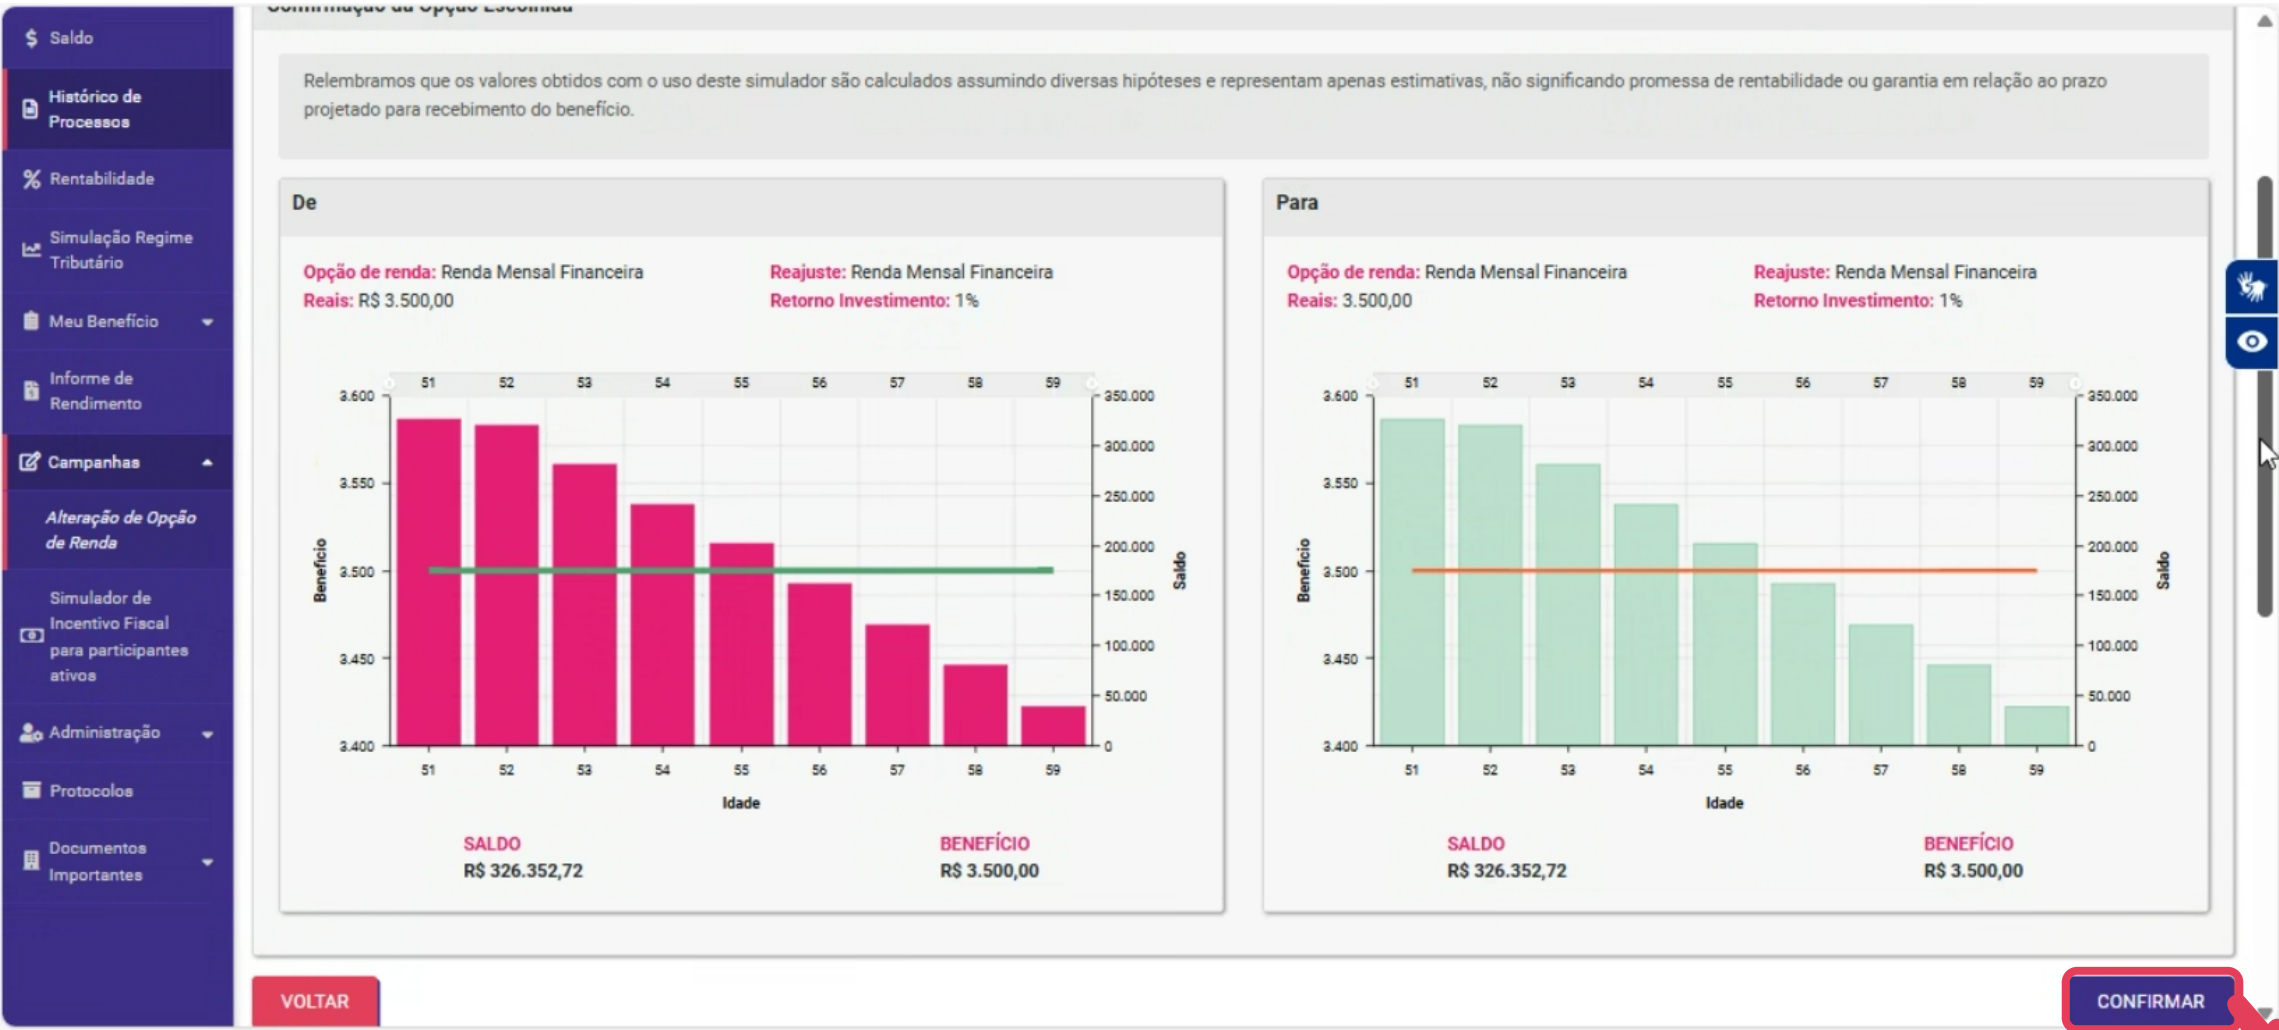 Confirmação da Opção Escolhida
Saldo
Histórico de
Processos
Rentabilidade
Simulação Regime
Tributário
Meu Benefício
Informe de
Rendimento
Campanhas
Alteração de Opção
de Renda
Simulador de
Incentivo Fiscal
para participantes
ativos
Administração
Protocolos
Documentos
Importantes
Relembramos que os valores obtidos com o uso deste simulador são calculados assumindo diversas hipóteses e representam apenas estimativas, não significando promessa de rentabilidade ou garantia em relação ao prazo
projetado para recebimento do benefício.
De
Opção de renda: Renda Mensal Financeira
Reajuste: Renda Mensal Financeira
Reais: R$ 3.500,00
Retorno Investimento: 1%
51 52 53 54 55 56 57 58 59
3.600
3.550
3.500
3.450
3.400
Benefício
350.000
300.000
250.000
200.000
150.000
100.000
50.000
0
Saldo
51 52 53 54 55 56 57 58 59
Idade
SALDO
R$ 326.352,72
BENEFÍCIO
R$ 3.500,00
Para
Opção de renda: Renda Mensal Financeira
Reajuste: Renda Mensal Financeira
Reais: 3.500,00
Retorno Investimento: 1%
51 52 53 54 55 56 57 58 59
3.600
3.550
3.500
3.450
3.400
Benefício
350.000
300.000
250.000
200.000
150.000
100.000
50.000
0
Saldo
51 52 53 54 55 56 57 58 59
Idade
SALDO
R$ 326.352,72
BENEFÍCIO
R$ 3.500,00
VOLTAR
CONFIRMAR